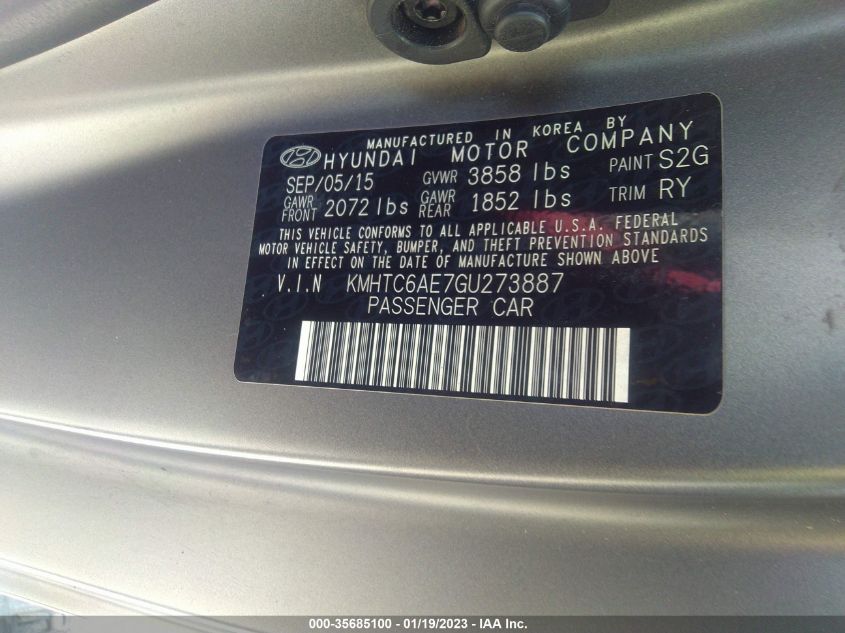 MANUFACTURED IN KOREA BY
HYUNDAI MOTOR COMPANY
SEP/05/15 GVWR 3858 lbs PAINT S2G
GAWR FRONT 2072 lbs GAWR REAR 1852 lbs TRIM RY
THIS VEHICLE CONFORMS TO ALL APPLICABLE U.S.A. FEDERAL
MOTOR VEHICLE SAFETY, BUMPER, AND THEFT PREVENTION STANDARDS
IN EFFECT ON THE DATE OF MANUFACTURE SHOWN ABOVE
V.I.N KMHTC6AE7GU273887
PASSENGER CAR
000-35685100 - 01/19/2023 - IAA Inc.